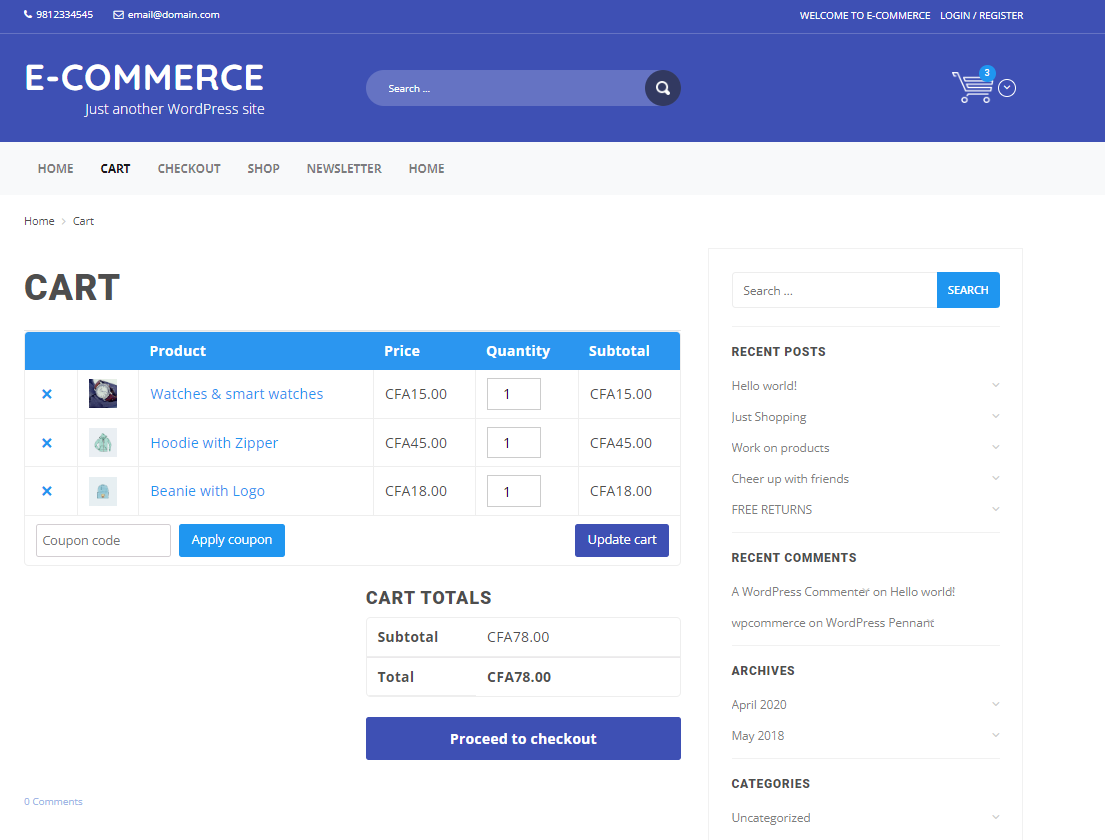 9812334545 email@domain.com WELCOME TO E-COMMERCE LOGIN / REGISTER
E-COMMERCE
Just another WordPress site
Search ...
3
HOME CART CHECKOUT SHOP NEWSLETTER HOME
Home > Cart
CART
Product Price Quantity Subtotal
× Watches & smart watches CFA15.00 1 CFA15.00
× Hoodie with Zipper CFA45.00 1 CFA45.00
× Beanie with Logo CFA18.00 1 CFA18.00
Coupon code Apply coupon Update cart
CART TOTALS
Subtotal CFA78.00
Total CFA78.00
Proceed to checkout
0 Comments
Search ... SEARCH
RECENT POSTS
Hello world!
Just Shopping
Work on products
Cheer up with friends
FREE RETURNS
RECENT COMMENTS
A WordPress Commenter on Hello world!
wpcommerce on WordPress Pennant
ARCHIVES
April 2020
May 2018
CATEGORIES
Uncategorized